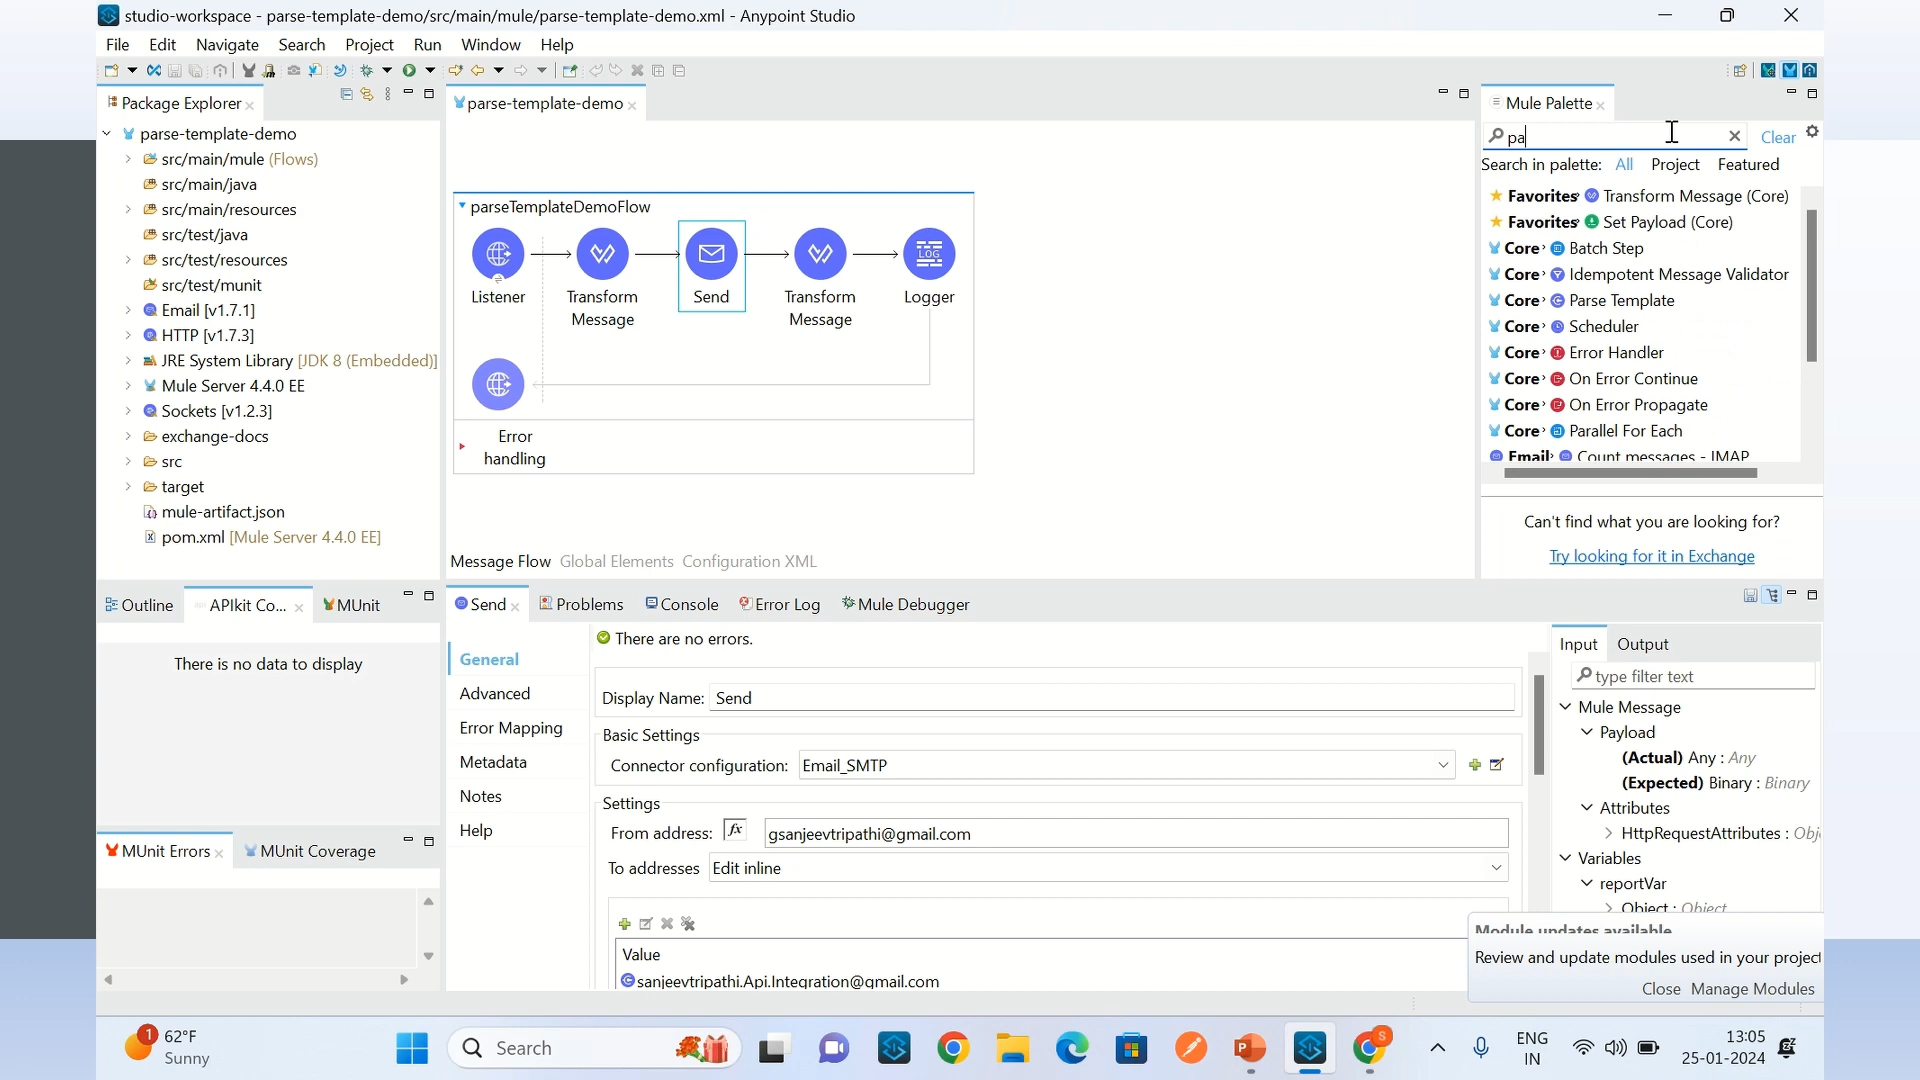 studio-workspace - parse-template-demo/src/main/mule/parse-template-demo.xml - Anypoint Studio
File Edit Navigate Search Project Run Window Help
Package Explorer
parse-template-demo
src/main/mule (Flows)
src/main/java
src/main/resources
src/test/java
src/test/resources
src/test/munit
Email [v1.7.1]
HTTP [v1.7.3]
JRE System Library [JDK 8 (Embedded)]
Mule Server 4.4.0 EE
Sockets [v1.2.3]
exchange-docs
src
target
mule-artifact.json
pom.xml [Mule Server 4.4.0 EE]
parse-template-demo
parseTemplateDemoFlow
Listener
Transform Message
Send
Transform Message
LOG
Logger
Error handling
Message Flow Global Elements Configuration XML
Mule Palette
pa
Clear
Search in palette: All Project Featured
Favorites Transform Message (Core)
Favorites Set Payload (Core)
Core Batch Step
Core Idempotent Message Validator
Core Parse Template
Core Scheduler
Core Error Handler
Core On Error Continue
Core On Error Propagate
Core Parallel For Each
Email Count messages - IMAP
Can't find what you are looking for?
Try looking for it in Exchange
Outline APIkit Co... MUnit
There is no data to display
MUnit Errors MUnit Coverage
Send Problems Console Error Log Mule Debugger
There are no errors.
General
Advanced
Error Mapping
Metadata
Notes
Help
Display Name: Send
Basic Settings
Connector configuration: Email_SMTP
Settings
From address: fx gsanjeevtripathi@gmail.com
To addresses Edit inline
Value
sanjeevtripathi.Api.Integration@gmail.com
Input Output
type filter text
Mule Message
Payload
(Actual) Any : Any
(Expected) Binary : Binary
Attributes
HttpRequestAttributes : Obj
Variables
reportVar
Object : Object
Module updates available
Review and update modules used in your project
Close Manage Modules
1
62°F
Sunny
Search
S
ENG
IN
13:05
25-01-2024